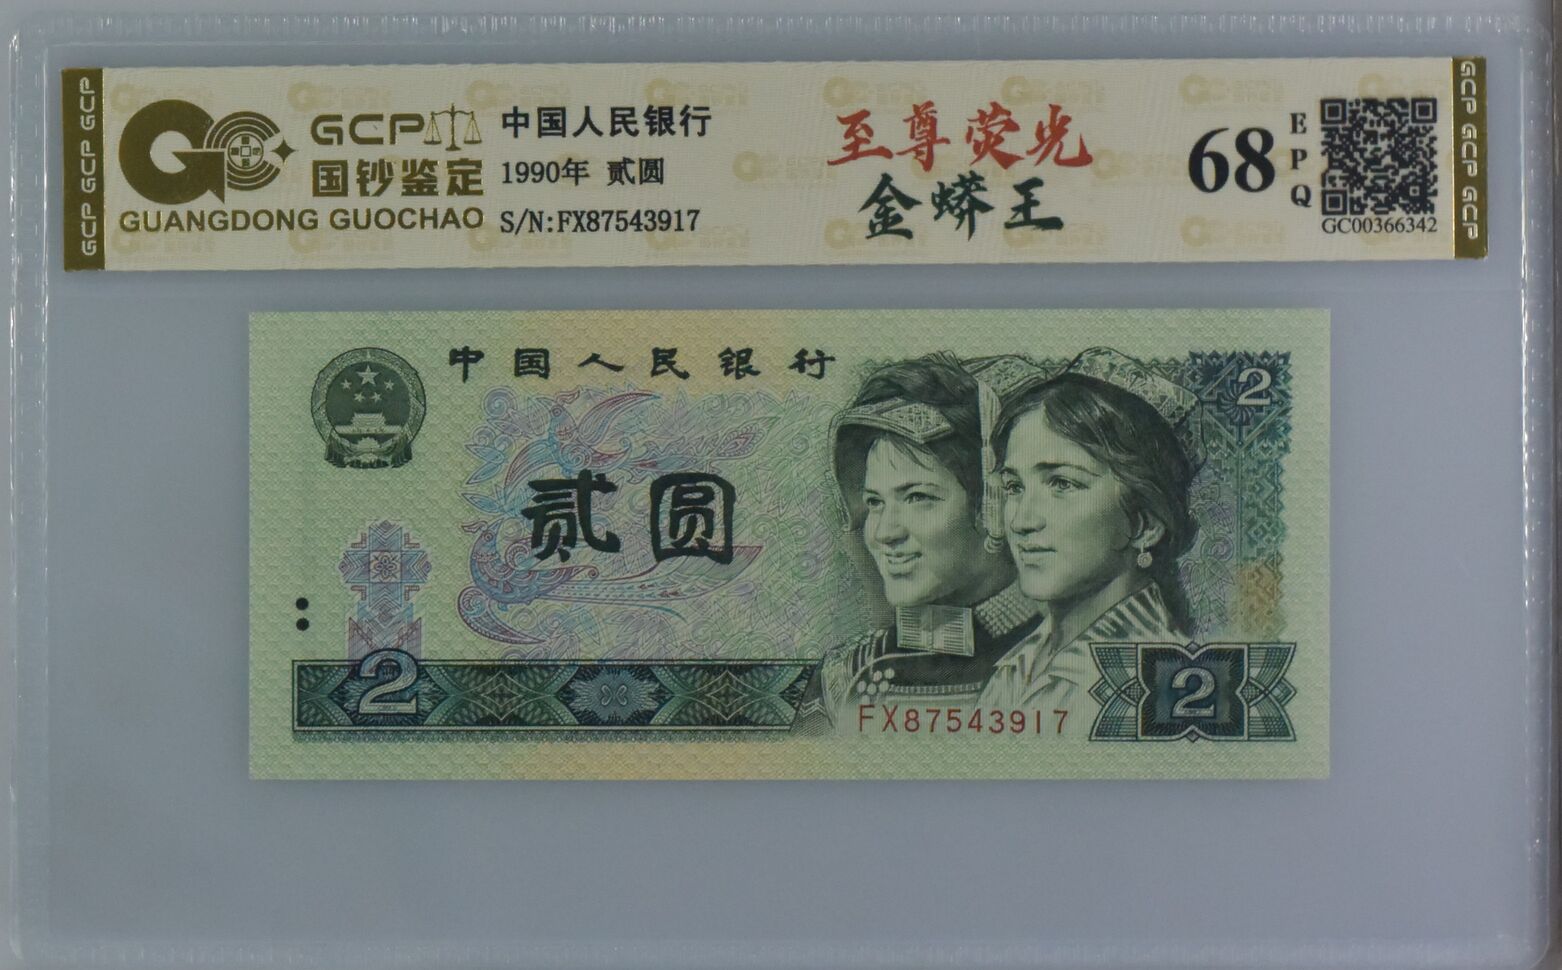 GCP GCP GCP
GCP
国钞鉴定
GUANGDONG GUOCHAO
中国人民银行
1990年 贰圆
S/N:FX87543917
至尊荧光
金蟒王
68
EPQ
GC00366342
GCP GCP GCP
中国人民银行
2
贰圆
2
FX87543917
2